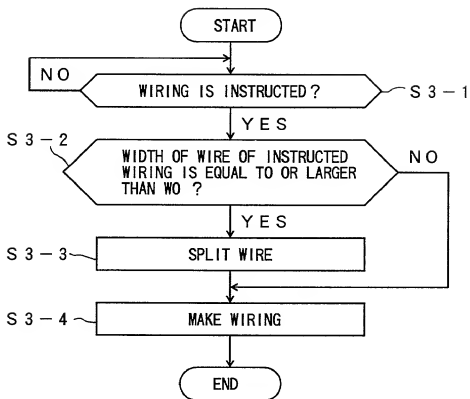 START
NO
WIRING IS INSTRUCTED?
S3-1
YES
S3-2
WIDTH OF WIRE OF INSTRUCTED
WIRING IS EQUAL TO OR LARGER
THAN WO ?
NO
YES
S3-3
SPLIT WIRE
S3-4
MAKE WIRING
END